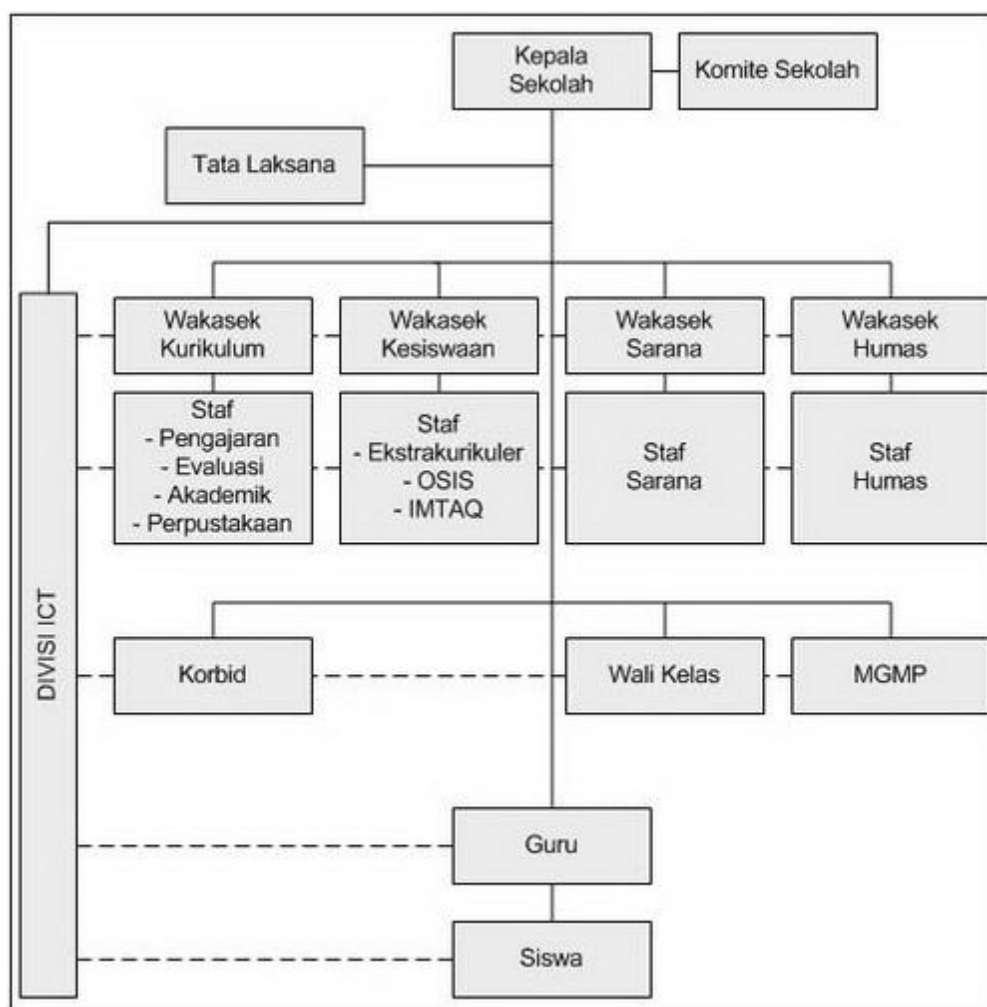 Kepala
Sekolah
Komite Sekolah
Tata Laksana
DIVISI ICT
Wakasek
Kurikulum
Wakasek
Kesiswaan
Wakasek
Sarana
Wakasek
Humas
Staf
- Pengajaran
- Evaluasi
- Akademik
- Perpustakaan
Staf
- Ekstrakurikuler
- OSIS
- IMTAQ
Staf
Sarana
Staf
Humas
Korbid
Wali Kelas
MGMP
Guru
Siswa